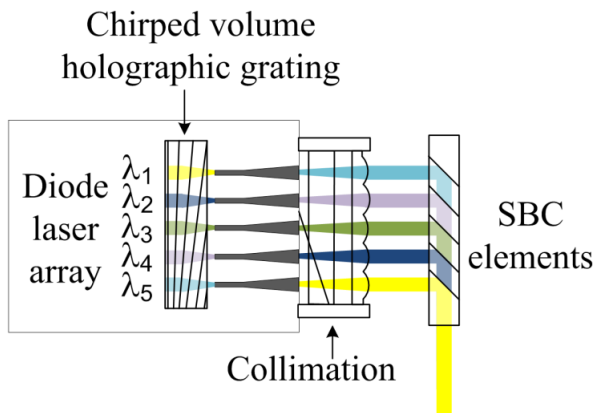 Chirped volume
holographic grating
Diode
laser
array
λ1
λ2
λ3
λ4
λ5
SBC
elements
Collimation